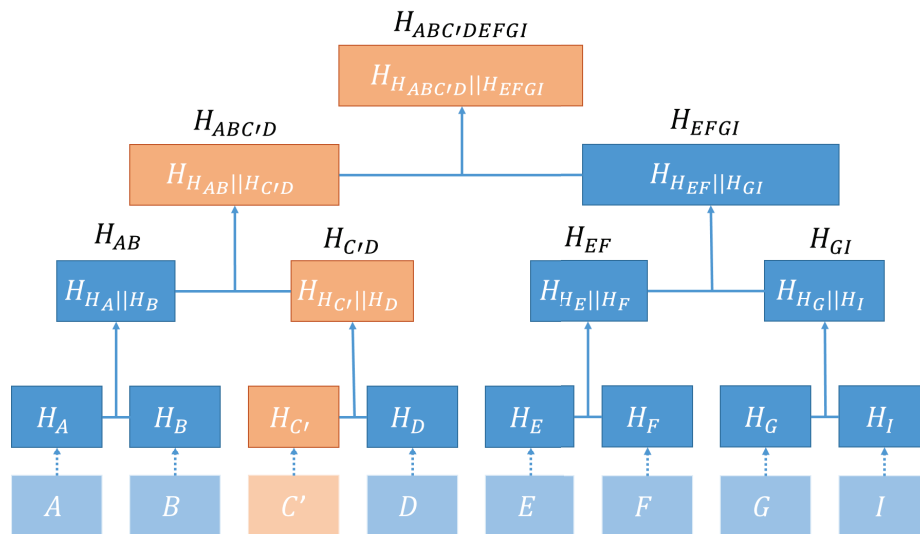 H_{ABC′DEFGI}
H_{H_{ABC′D}||H_{EFGI}}
H_{ABC′D}
H_{EFGI}
H_{H_{AB}||H_{C′D}}
H_{H_{EF}||H_{GI}}
H_{AB}
H_{C′D}
H_{EF}
H_{GI}
H_{H_A||H_B}
H_{H_{C′}||H_D}
H_{H_E||H_F}
H_{H_G||H_I}
H_A
H_B
H_{C′}
H_D
H_E
H_F
H_G
H_I
A
B
C′
D
E
F
G
I